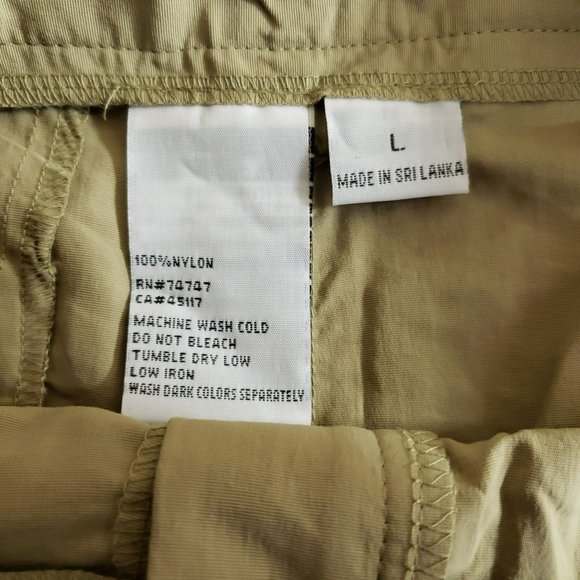 L
MADE IN SRI LANKA
100%NYLON
RN#74747
CA#45117
MACHINE WASH COLD
DO NOT BLEACH
TUMBLE DRY LOW
LOW IRON
WASH DARK COLORS SEPARATELY